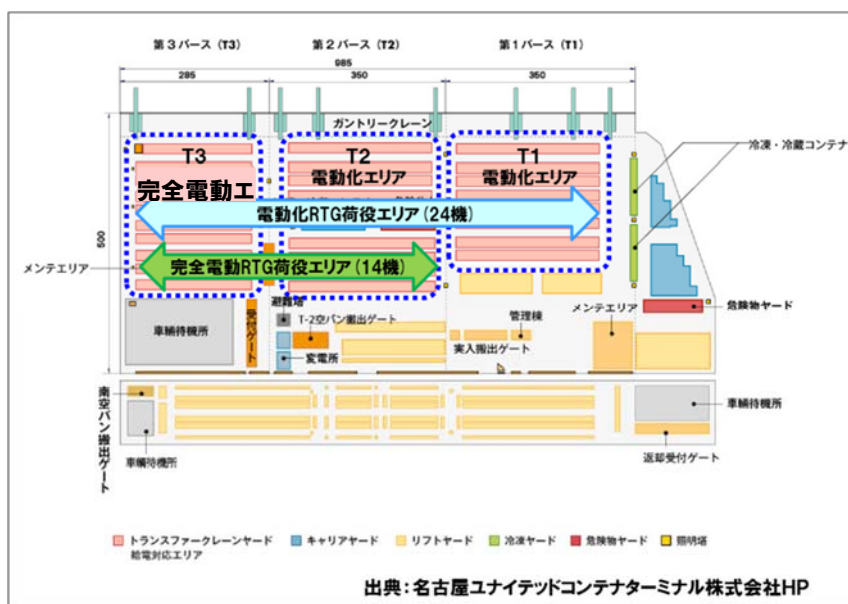 第3バース (T3)
第2バース (T2)
第1バース (T1)
985
285
350
350
ガントリークレーン
T3
T2
T1
完全電動エ
電動化エリア
電動化エリア
冷凍・冷蔵コンテナ
500
電動化RTG荷役エリア(24機)
メンテエリア
完全電動RTG荷役エリア(14機)
避難塔
T-2空バン搬出ゲート
管理棟
メンテエリア
危険物ヤード
車輌待機所
受付ゲート
実入搬出ゲート
変電所
南空バン搬出ゲート
車輌待機所
車輌待機所
返却受付ゲート
トランスファークレーンヤード
給電対応エリア
キャリアヤード
リフトヤード
冷凍ヤード
危険物ヤード
照明塔
出典：名古屋ユナイテッドコンテナターミナル株式会社HP